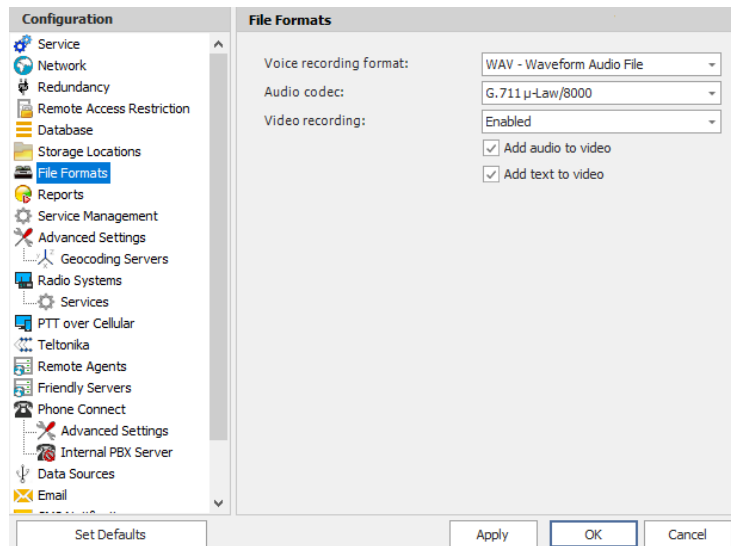 Configuration
Service
Network
Redundancy
Remote Access Restriction
Database
Storage Locations
File Formats
Reports
Service Management
Advanced Settings
Geocoding Servers
Radio Systems
Services
PTT over Cellular
Teltonika
Remote Agents
Friendly Servers
Phone Connect
Advanced Settings
Internal PBX Server
Data Sources
Email
Set Defaults
File Formats
Voice recording format: WAV - Waveform Audio File
Audio codec: G.711 µ-Law/8000
Video recording: Enabled
Add audio to video
Add text to video
Apply OK Cancel